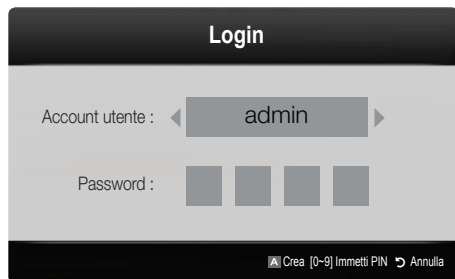 Login
Account utente :
admin
Password :
A Crea [0~9] Immetti PIN Annulla